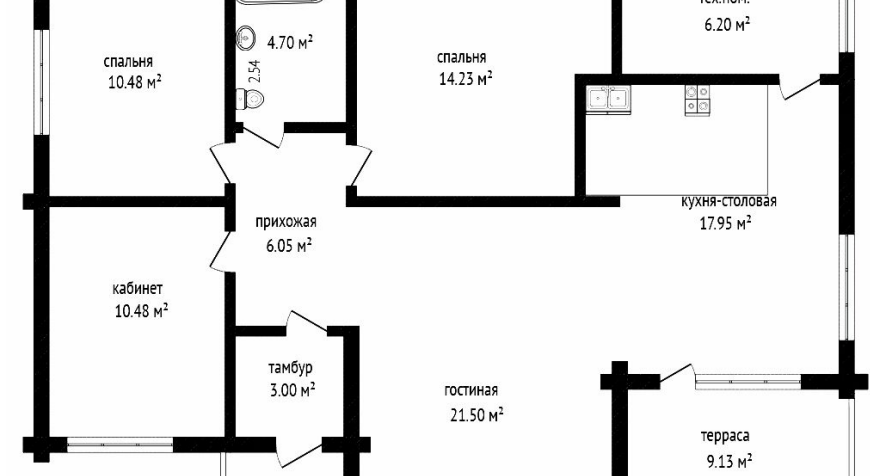 тех.пом.
6.20 м²
4.70 м²
2.54
спальня
10.48 м²
спальня
14.23 м²
кухня-столовая
17.95 м²
прихожая
6.05 м²
кабинет
10.48 м²
тамбур
3.00 м²
гостиная
21.50 м²
терраса
9.13 м²